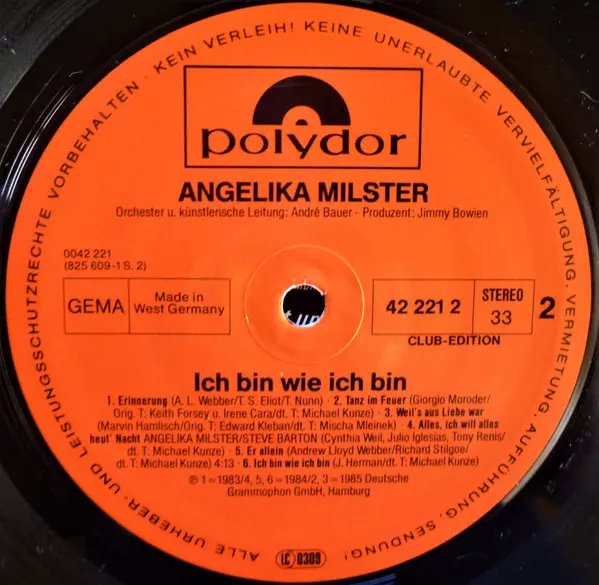 ALLE URHEBER- UND LEISTUNGSSCHUTZRECHTE VORBEHALTEN · KEIN VERLEIH! KEINE UNERLAUBTE VERVIELFÄLTIGUNG, VERMIETUNG, AUFFÜHRUNG, SENDUNG!
polydor
ANGELIKA MILSTER
Orchester u. künstlerische Leitung: André Bauer · Produzent: Jimmy Bowien
0042 221
(825 609-1 S. 2)
GEMA
Made in
West Germany
42 221 2
STEREO
33
2
CLUB-EDITION
Ich bin wie ich bin
1. Erinnerung (A. L. Webber/T. S. Eliot/T. Nunn) · 2. Tanz im Feuer (Giorgio Moroder/
Orig. T: Keith Forsey u. Irene Cara/dt. T: Michael Kunze) · 3. Weil's aus Liebe war
(Marvin Hamlisch/Orig. T: Edward Kleban/dt. T: Mischa Mleinek) · 4. Alles, ich will alles
heut' Nacht ANGELIKA MILSTER/STEVE BARTON (Cynthia Weil, Julio Iglesias, Tony Renis/
dt. T: Michael Kunze) · 5. Er allein (Andrew Lloyd Webber/Richard Stilgoe/
dt. T: Michael Kunze) 4:13 · 6. Ich bin wie ich bin (J. Herman/dt. T: Michael Kunze)
℗ 1=1983/4, 5, 6=1984/2, 3=1985 Deutsche
Grammophon GmbH, Hamburg
LC 0309